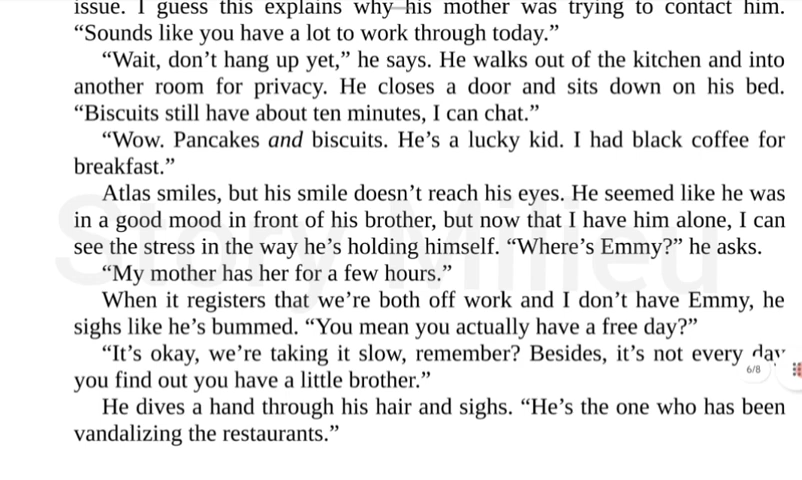 issue. I guess this explains why his mother was trying to contact him.
“Sounds like you have a lot to work through today.”
“Wait, don’t hang up yet,” he says. He walks out of the kitchen and into
another room for privacy. He closes a door and sits down on his bed.
“Biscuits still have about ten minutes, I can chat.”
“Wow. Pancakes and biscuits. He’s a lucky kid. I had black coffee for
breakfast.”
Atlas smiles, but his smile doesn’t reach his eyes. He seemed like he was
in a good mood in front of his brother, but now that I have him alone, I can
see the stress in the way he’s holding himself. “Where’s Emmy?” he asks.
“My mother has her for a few hours.”
When it registers that we’re both off work and I don’t have Emmy, he
sighs like he’s bummed. “You mean you actually have a free day?”
“It’s okay, we’re taking it slow, remember? Besides, it’s not every day
you find out you have a little brother.”
6/8
He dives a hand through his hair and sighs. “He’s the one who has been
vandalizing the restaurants.”
Story Milieu